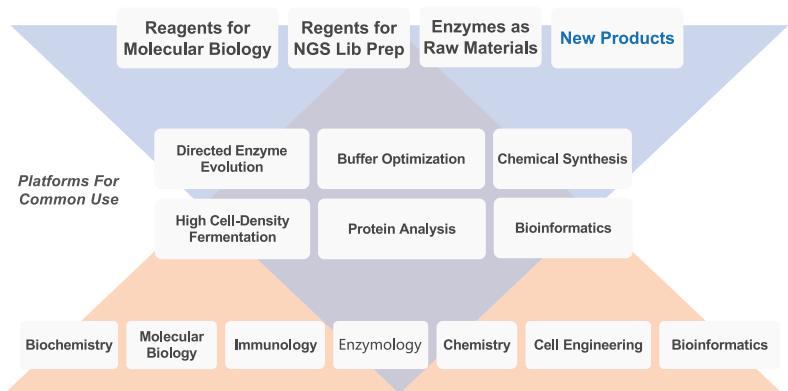 Reagents for
Molecular Biology
Regents for
NGS Lib Prep
Enzymes as
Raw Materials
New Products
Platforms For
Common Use
Directed Enzyme
Evolution
Buffer Optimization
Chemical Synthesis
High Cell-Density
Fermentation
Protein Analysis
Bioinformatics
Biochemistry
Molecular
Biology
Immunology
Enzymology
Chemistry
Cell Engineering
Bioinformatics